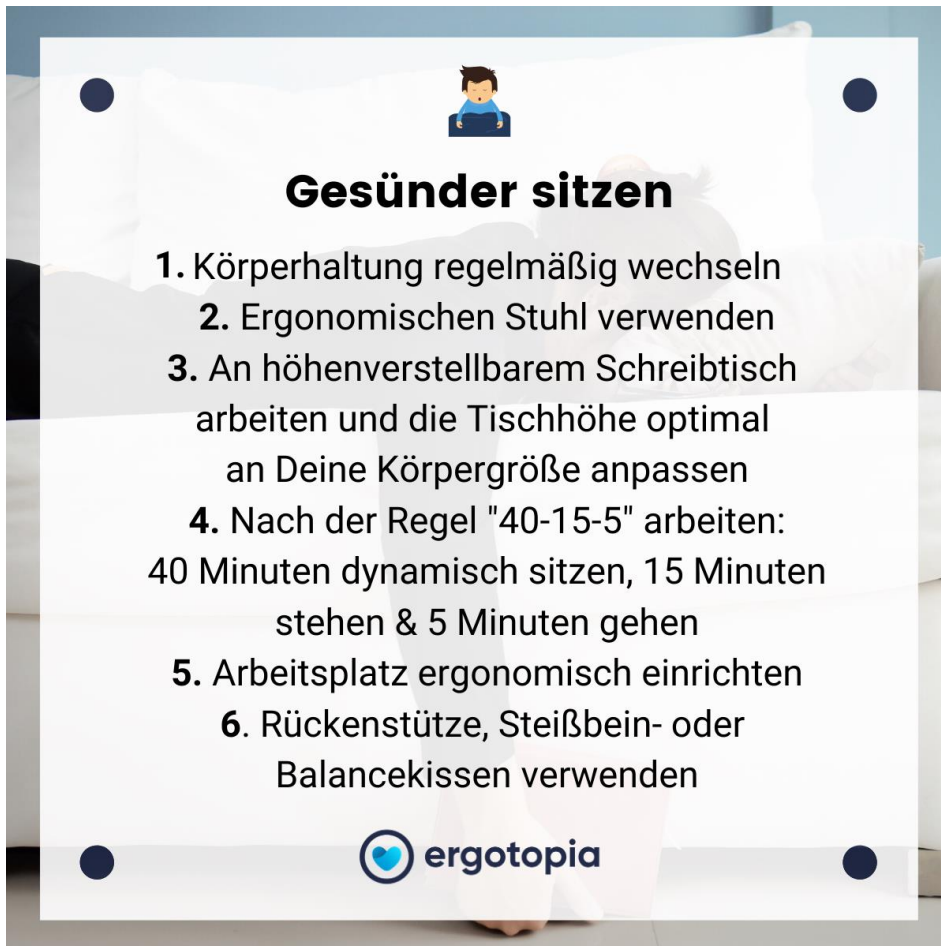 Gesünder sitzen
1. Körperhaltung regelmäßig wechseln
2. Ergonomischen Stuhl verwenden
3. An höhenverstellbarem Schreibtisch
arbeiten und die Tischhöhe optimal
an Deine Körpergröße anpassen
4. Nach der Regel "40-15-5" arbeiten:
40 Minuten dynamisch sitzen, 15 Minuten
stehen & 5 Minuten gehen
5. Arbeitsplatz ergonomisch einrichten
6. Rückenstütze, Steißbein- oder
Balancekissen verwenden
ergotopia